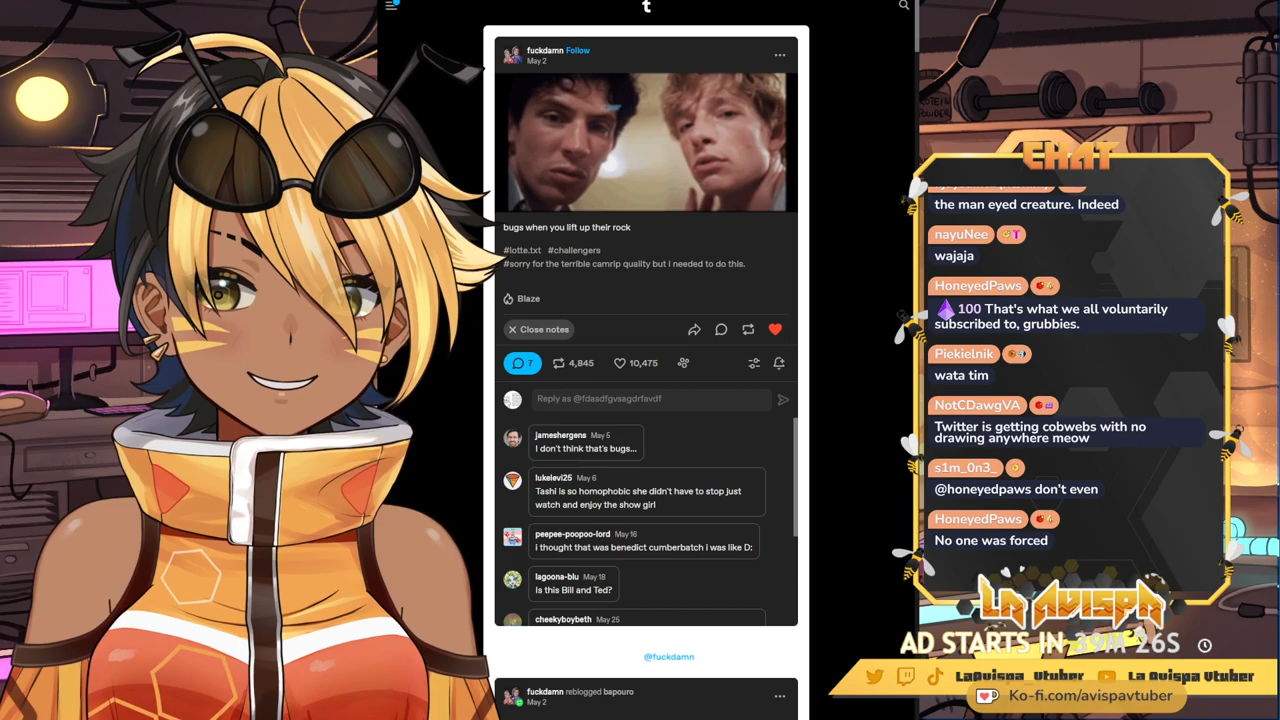 t
fuckdamn Follow
May 2
bugs when you lift up their rock
#lotte.txt #challengers
#sorry for the terrible camrip quality but i needed to do this.
Blaze
Close notes
7
4,845
10,475
Reply as @fdasdfgvsagdrfavdf
jameshergens May 5
I don't think that's bugs...
lukelevi25 May 6
Tashi is so homophobic she didn't have to stop just
watch and enjoy the show girl
peepee-poopoo-lord May 16
i thought that was benedict cumberbatch i was like D:
lagoona-blu May 18
Is this Bill and Ted?
cheekyboybeth May 25
@fuckdamn
fuckdamn reblogged bapouro
May 2
CHAT
the man eyed creature. Indeed
nayuNee
wajaja
HoneyedPaws
100 That's what we all voluntarily
subscribed to, grubbies.
Piekielnik
wata tim
NotCDawgVA
Twitter is getting cobwebs with no
drawing anywhere meow
s1m_0n3_
@honeyedpaws don't even
HoneyedPaws
No one was forced
LA AVISPA
AD STARTS IN 39M 26S
LaAvispa_Vtuber
La Avispa Vtuber
Ko-fi.com/avispavtuber